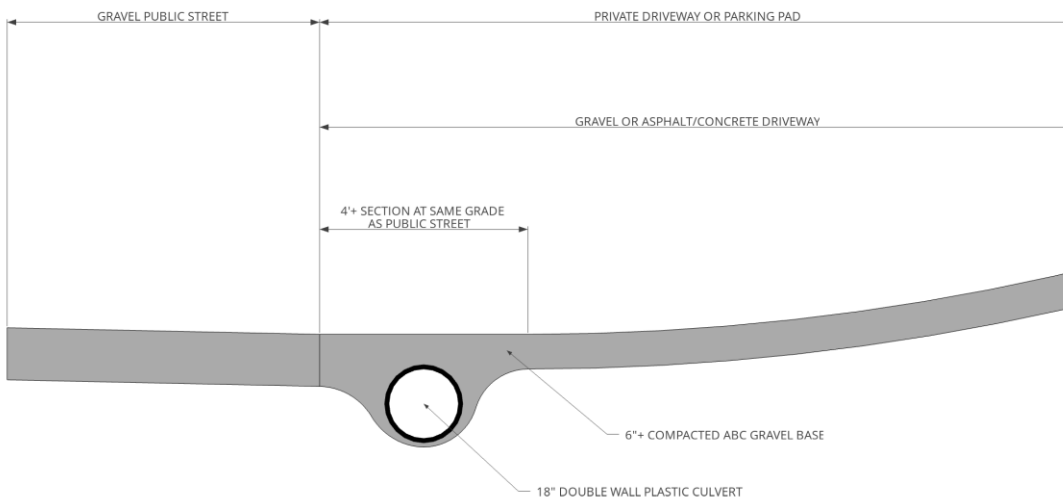 GRAVEL PUBLIC STREET
PRIVATE DRIVEWAY OR PARKING PAD
GRAVEL OR ASPHALT/CONCRETE DRIVEWAY
4'+ SECTION AT SAME GRADE
AS PUBLIC STREET
6"+ COMPACTED ABC GRAVEL BASE
18" DOUBLE WALL PLASTIC CULVERT